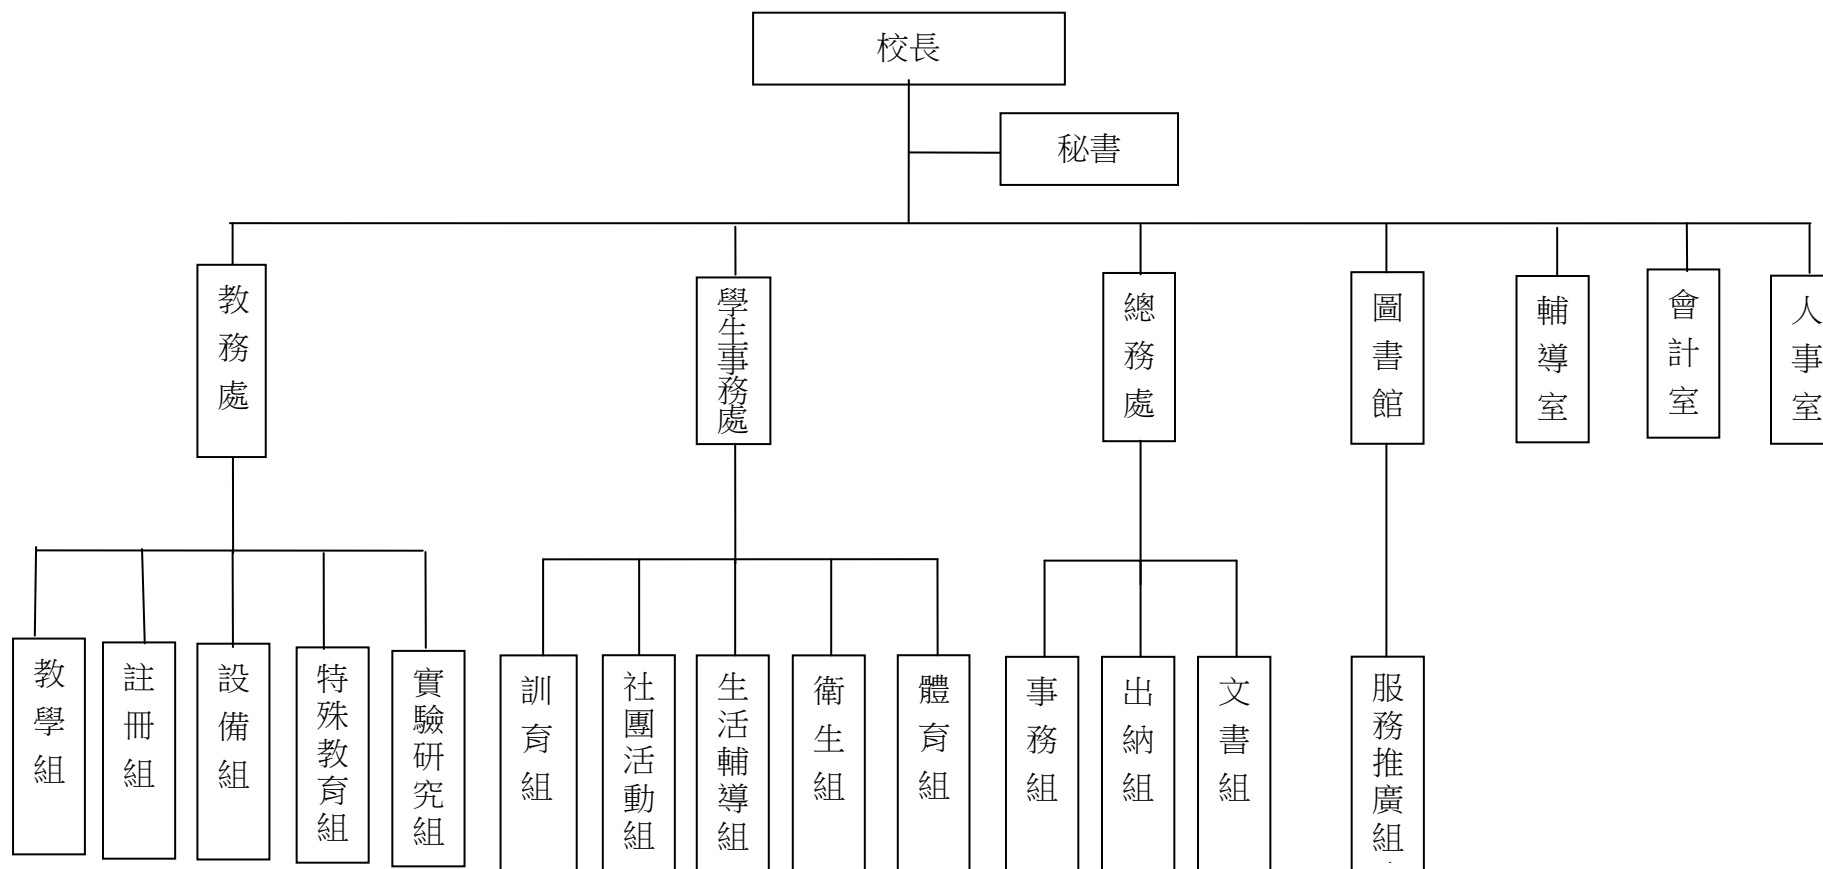 校長
秘書
教務處
學生事務處
總務處
圖書館
輔導室
會計室
人事室
教學組
註冊組
設備組
特殊教育組
實驗研究組
訓育組
社團活動組
生活輔導組
衛生組
體育組
事務組
出納組
文書組
服務推廣組